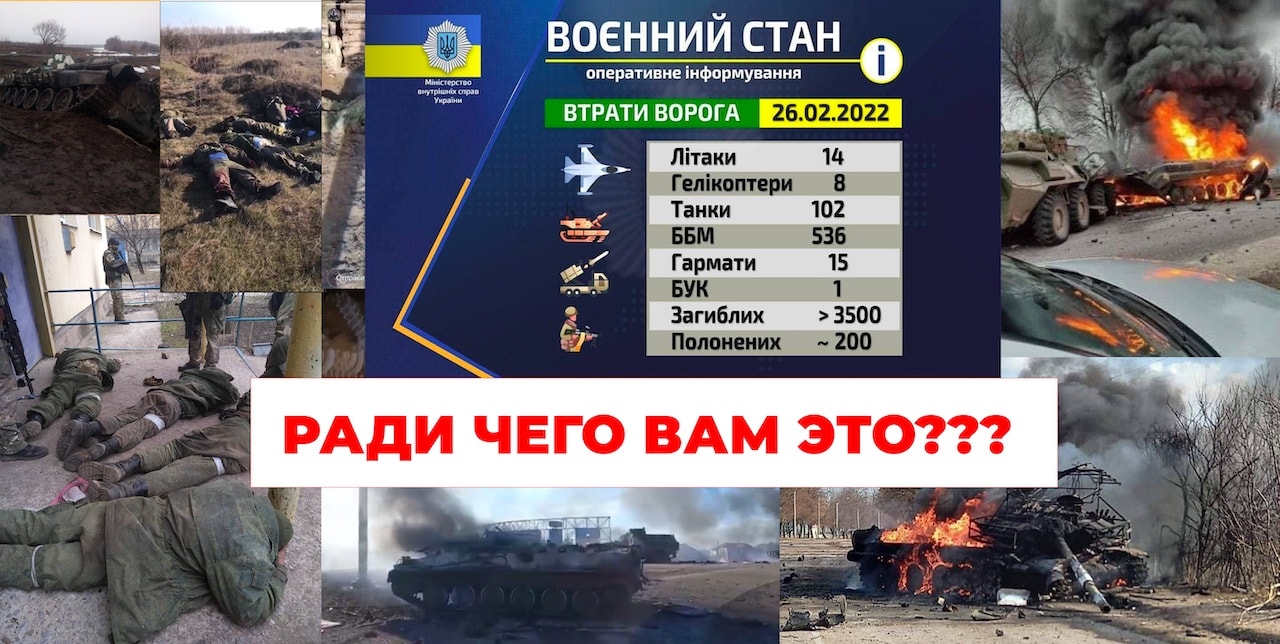 Міністерство
внутрішніх справ
України
ВОЄННИЙ СТАН
оперативне інформування
i
ВТРАТИ ВОРОГА 26.02.2022
Літаки 14
Гелікоптери 8
Танки 102
ББМ 536
Гармати 15
БУК 1
Загиблих > 3500
Полонених ~ 200
РАДИ ЧЕГО ВАМ ЭТО???